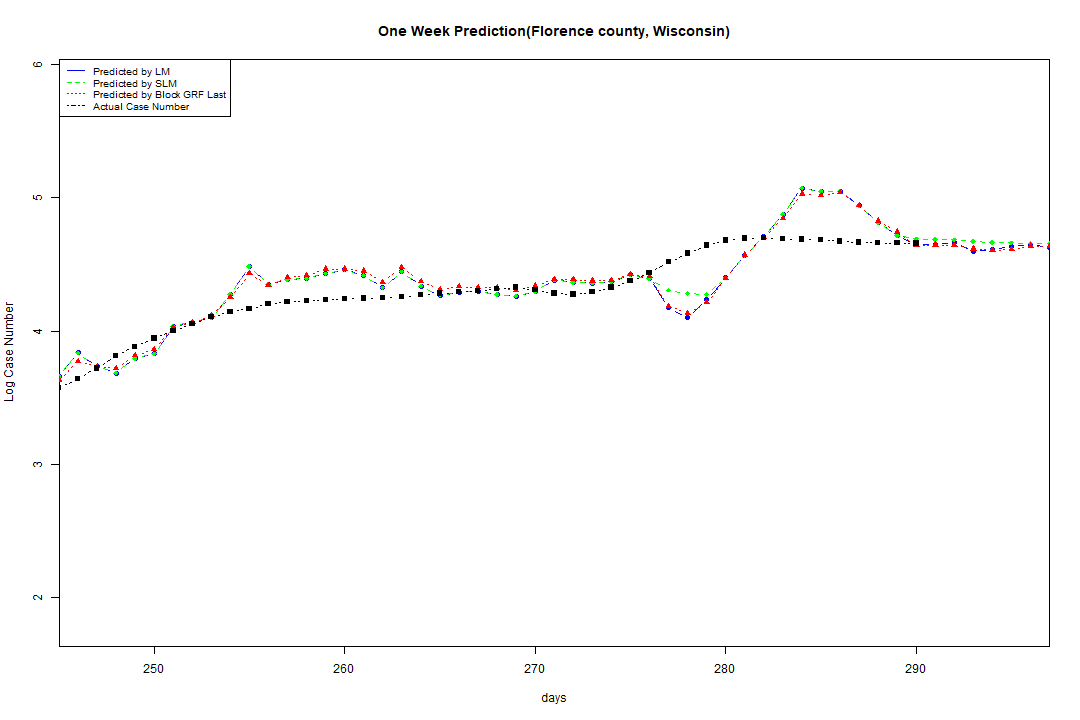 One Week Prediction(Florence county, Wisconsin)
Predicted by LM
Predicted by SLM
Predicted by Block GRF Last
Actual Case Number
6
5
4
3
2
Log Case Number
250
260
270
280
290
days